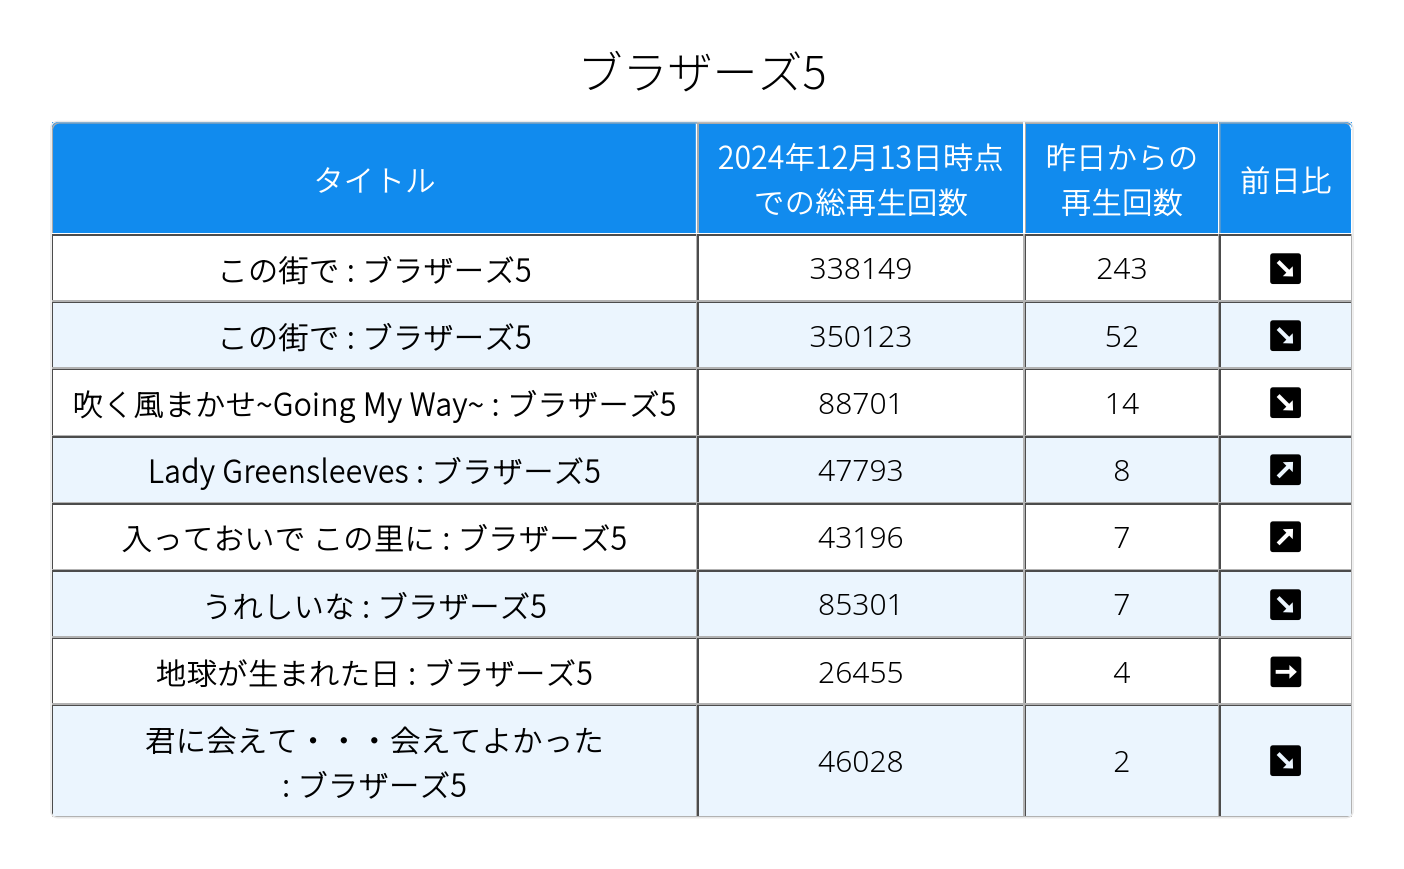 ブラザーズ5
タイトル
2024年12月13日時点
での総再生回数
昨日からの
再生回数
前日比
この街で : ブラザーズ5
338149
243
↘
この街で : ブラザーズ5
350123
52
↘
吹く風まかせ~Going My Way~ : ブラザーズ5
88701
14
↘
Lady Greensleeves : ブラザーズ5
47793
8
↗
入っておいで この里に : ブラザーズ5
43196
7
↗
うれしいな : ブラザーズ5
85301
7
↘
地球が生まれた日 : ブラザーズ5
26455
4
→
君に会えて・・・会えてよかった
: ブラザーズ5
46028
2
↘